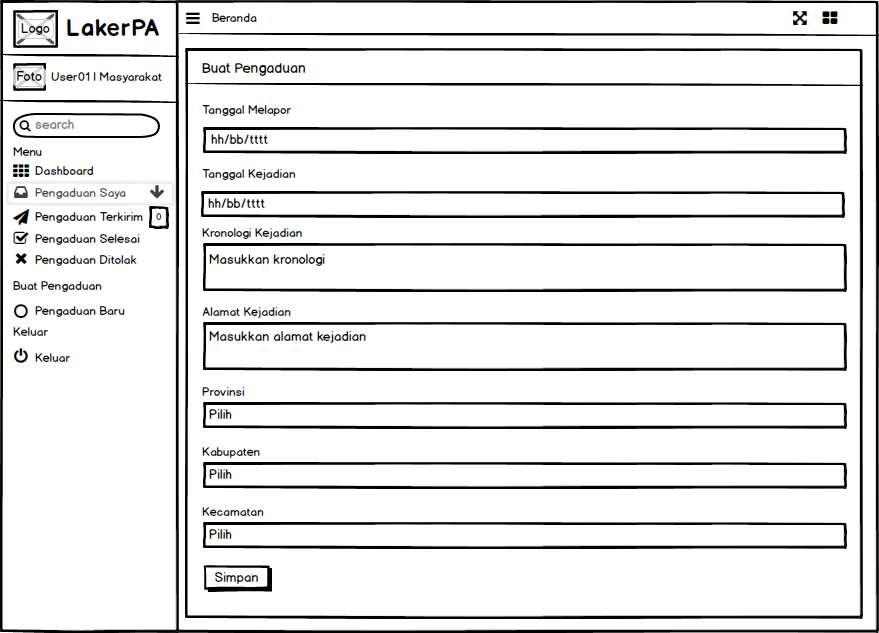 Logo LakerPA
Foto User01 | Masyarakat
search
Menu
Dashboard
Pengaduan Saya
Pengaduan Terkirim 0
Pengaduan Selesai
Pengaduan Ditolak
Buat Pengaduan
Pengaduan Baru
Keluar
Keluar
Beranda
Buat Pengaduan
Tanggal Melapor
hh/bb/tttt
Tanggal Kejadian
hh/bb/tttt
Kronologi Kejadian
Masukkan kronologi
Alamat Kejadian
Masukkan alamat kejadian
Provinsi
Pilih
Kabupaten
Pilih
Kecamatan
Pilih
Simpan